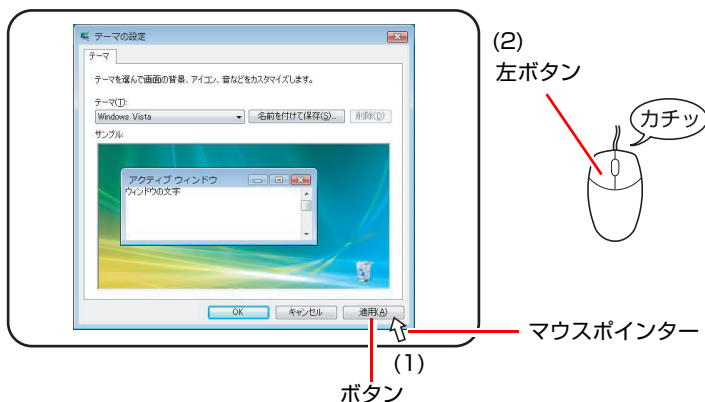 テーマの設定
テーマ
テーマを選んで画面の背景、アイコン、音などをカスタマイズします。
テーマ(T):
Windows Vista
名前を付けて保存(S)...
削除(D)
サンプル:
アクティブ ウィンドウ
ウィンドウの文字
OK
キャンセル
適用(A)
(2)
左ボタン
カチッ
マウスポインター
(1)
ボタン